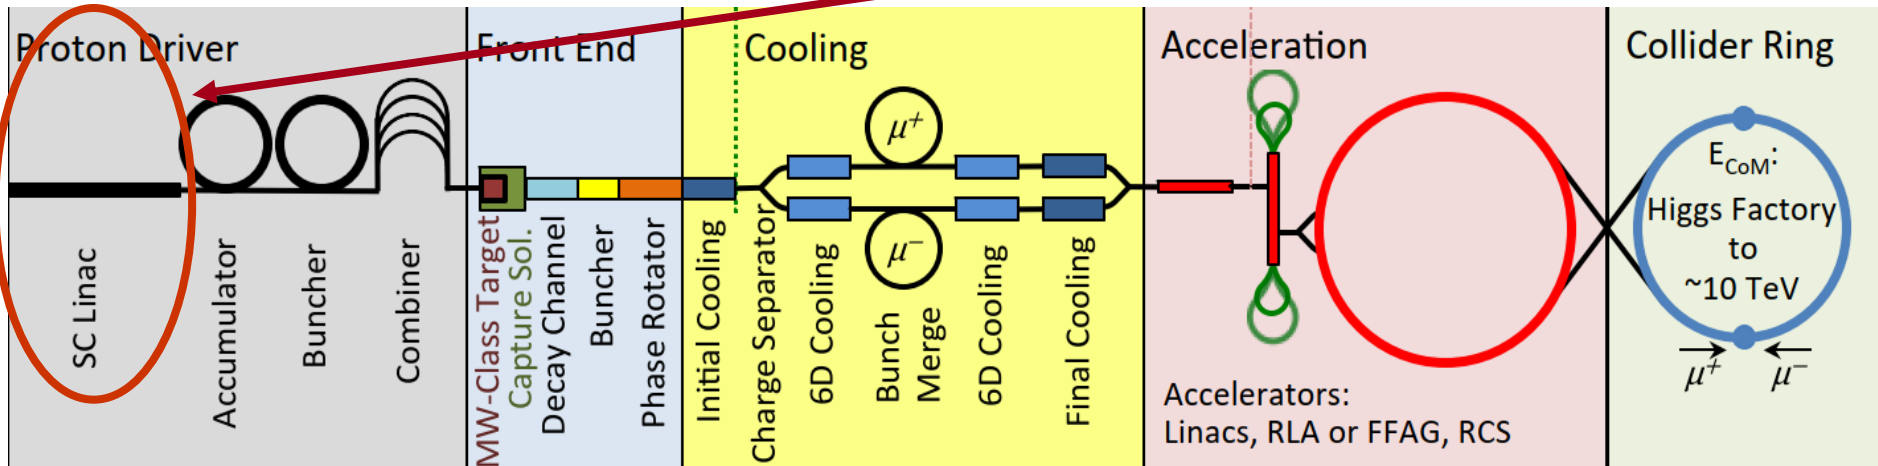 Proton Driver
SC Linac
Accumulator
Buncher
Combiner
Front End
MW-Class Target
Capture Sol.
Decay Channel
Buncher
Phase Rotator
Cooling
Initial Cooling
Charge Separator
6D Cooling
μ+
μ−
Bunch
Merge
6D Cooling
Final Cooling
Acceleration
Accelerators:
Linacs, RLA or FFAG, RCS
Collider Ring
ECoM:
Higgs Factory
to
~10 TeV
μ+ μ−